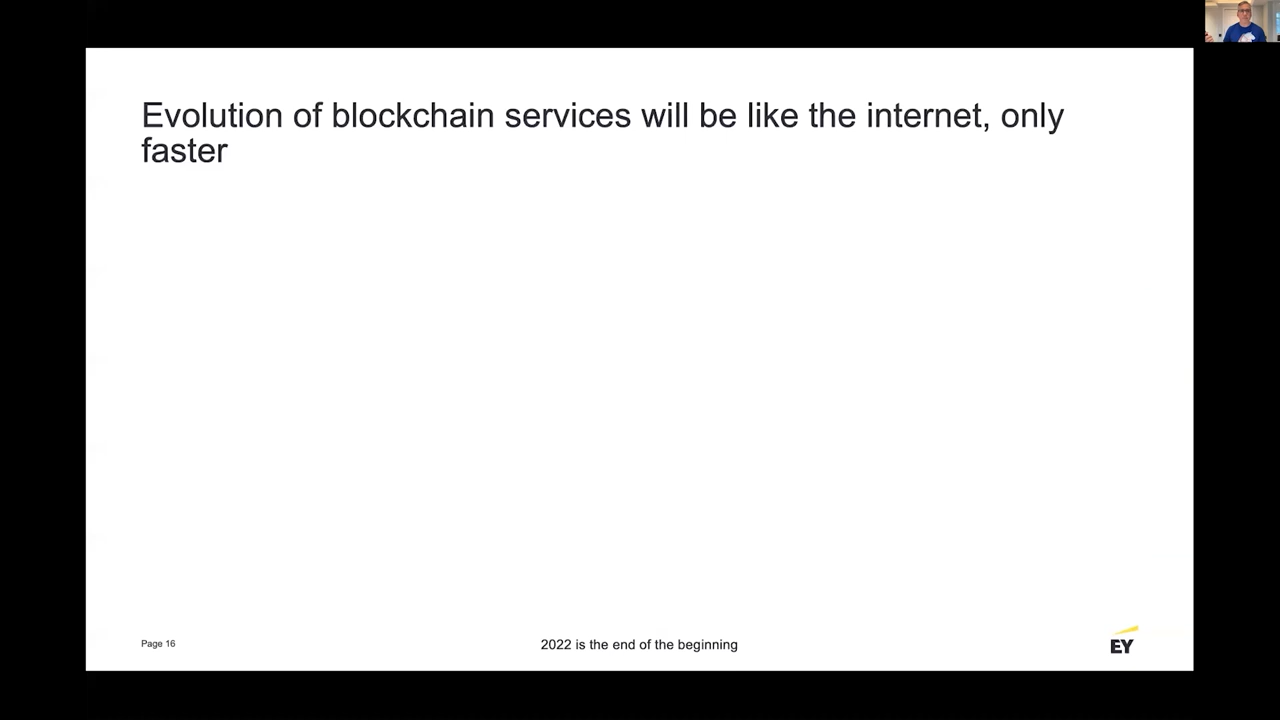 Evolution of blockchain services will be like the internet, only
faster
Page 16
2022 is the end of the beginning
EY